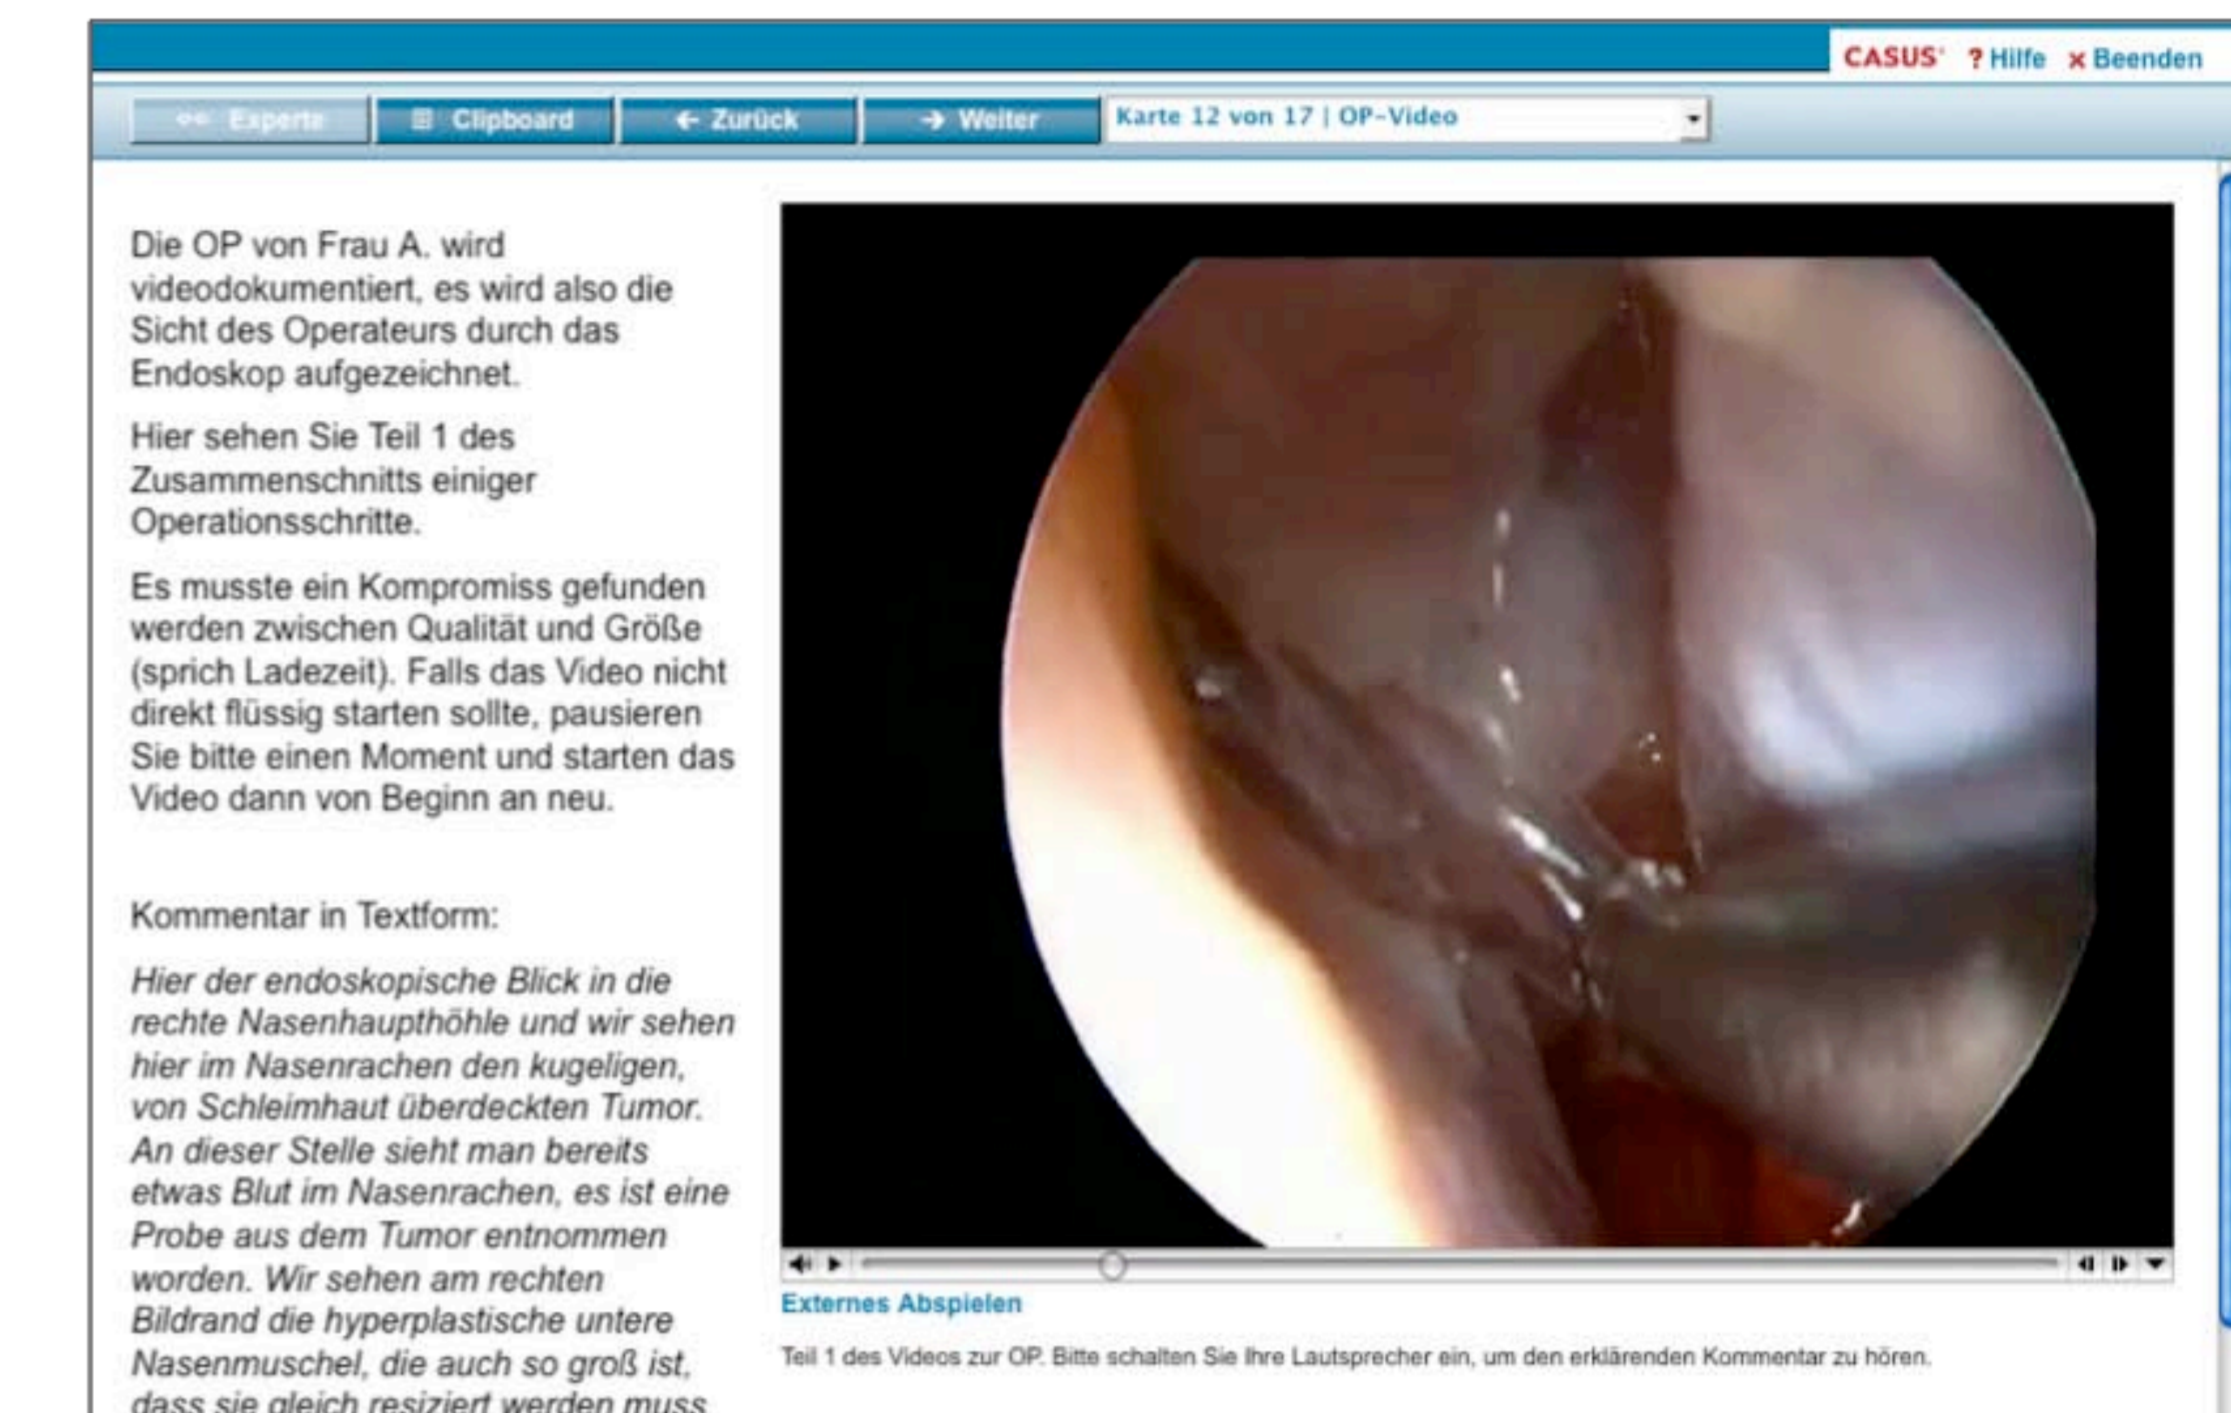 CASUS ? Hilfe x Beenden
Experte Clipboard ← Zurück → Weiter Karte 12 von 17 | OP-Video
Die OP von Frau A. wird
videodokumentiert, es wird also die
Sicht des Operateurs durch das
Endoskop aufgezeichnet.
Hier sehen Sie Teil 1 des
Zusammenschnitts einiger
Operationsschritte.
Es musste ein Kompromiss gefunden
werden zwischen Qualität und Größe
(sprich Ladezeit). Falls das Video nicht
direkt flüssig starten sollte, pausieren
Sie bitte einen Moment und starten das
Video dann von Beginn an neu.
Kommentar in Textform:
Hier der endoskopische Blick in die
rechte Nasenhaupthöhle und wir sehen
hier im Nasenrachen den kugeligen,
von Schleimhaut überdeckten Tumor.
An dieser Stelle sieht man bereits
etwas Blut im Nasenrachen, es ist eine
Probe aus dem Tumor entnommen
worden. Wir sehen am rechten
Bildrand die hyperplastische untere
Nasenmuschel, die auch so groß ist,
dass sie gleich reseziert werden muss
Externes Abspielen
Teil 1 des Videos zur OP. Bitte schalten Sie Ihre Lautsprecher ein, um den erklärenden Kommentar zu hören.